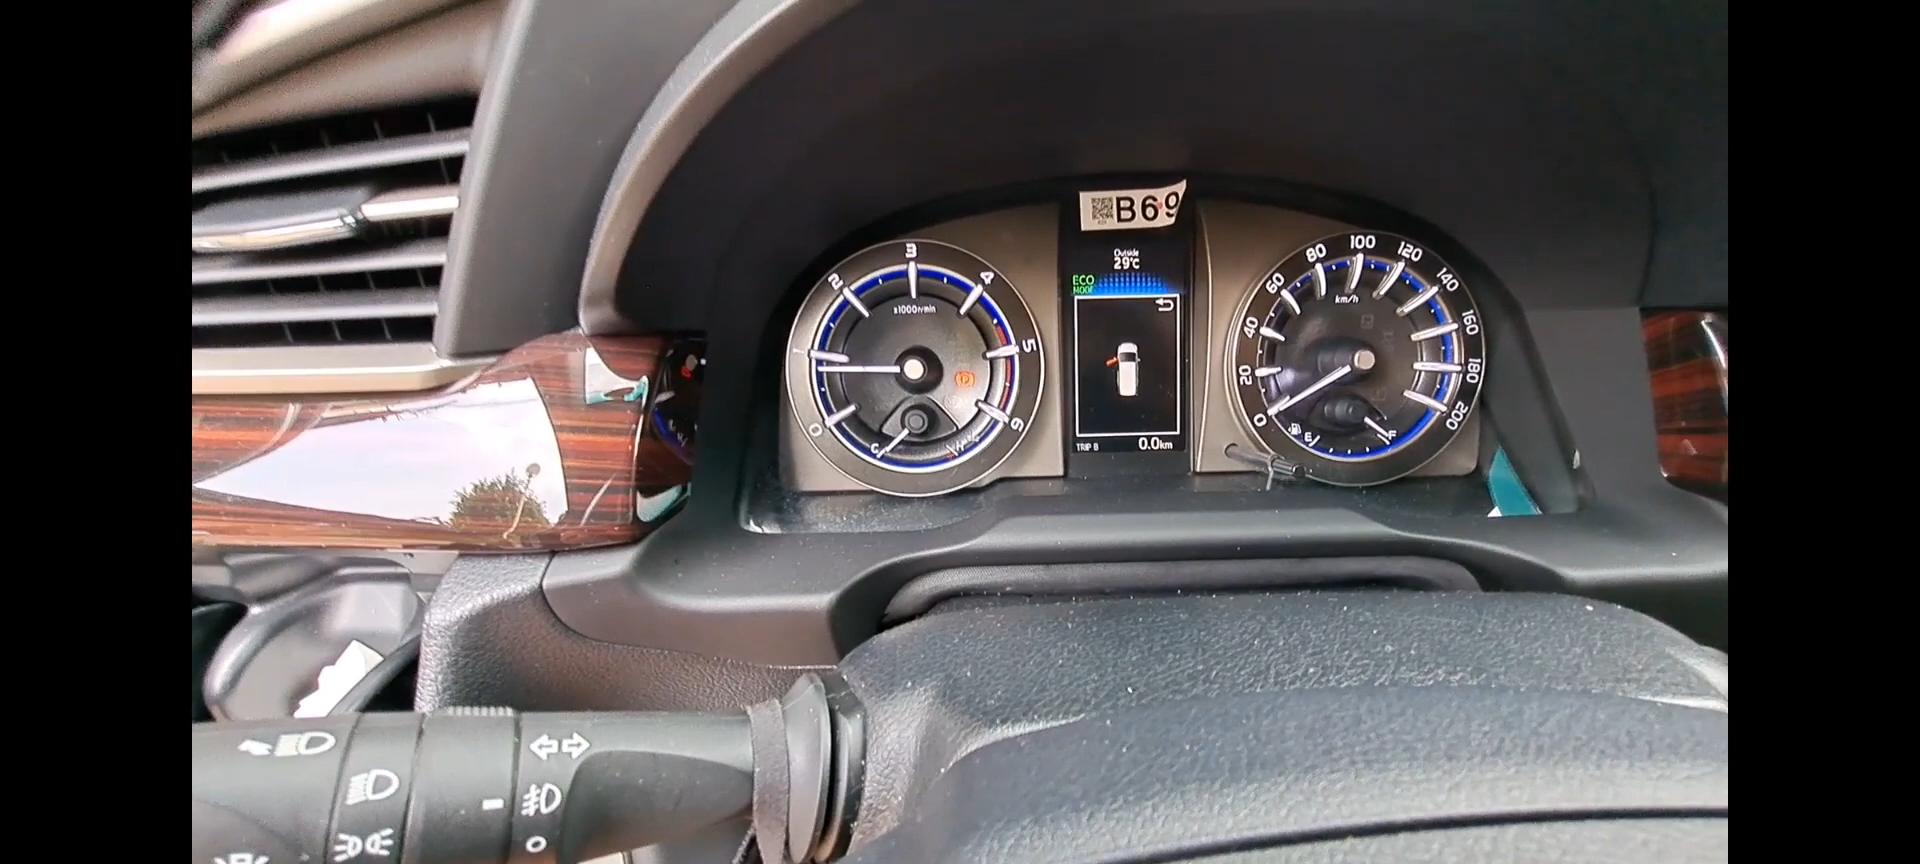 B69
Outside
29°C
ECO
MODE
TRIP B 0.0km
0 1 2 3 4 5 6
x1000r/min
C H
0 20 40 60 80 100 120 140 160 180 200
km/h
E F
P
O